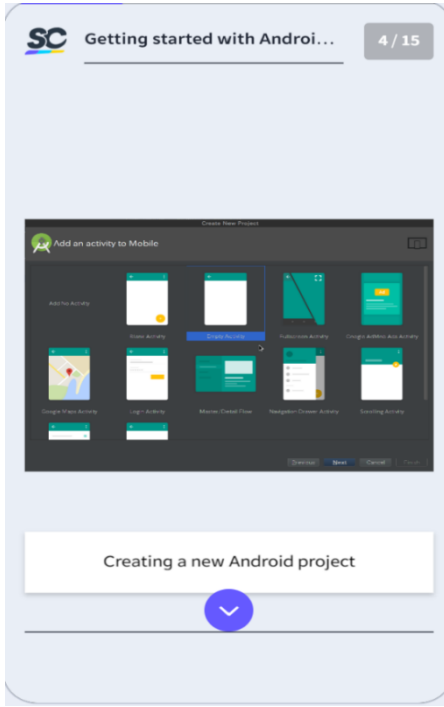 SC
Getting started with Androi...
4 / 15
Create New Project
Add an activity to Mobile
Add No Activity
Basic Activity
Empty Activity
Fullscreen Activity
Google AdMob Ads Activity
Google Maps Activity
Login Activity
Master/Detail Flow
Navigation Drawer Activity
Scrolling Activity
Previous
Next
Cancel
Finish
Creating a new Android project